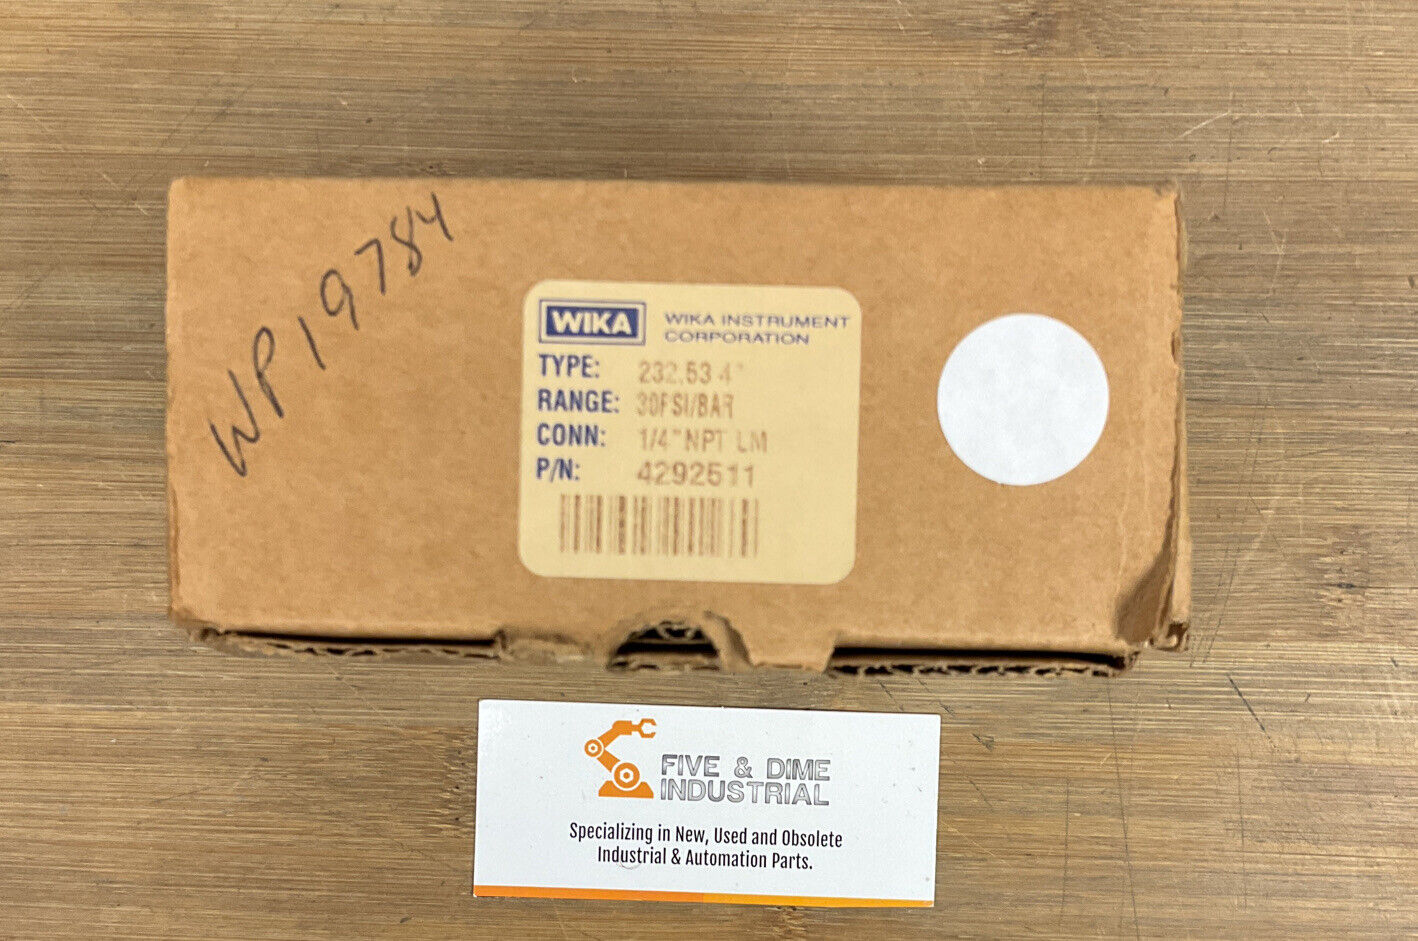 WP19784
WIKA WIKA INSTRUMENT
CORPORATION
TYPE: 232.53 4"
RANGE: 30PSI/BAR
CONN: 1/4"NPT LM
P/N: 4292511
FIVE & DIME
INDUSTRIAL
Specializing in New, Used and Obsolete
Industrial & Automation Parts.